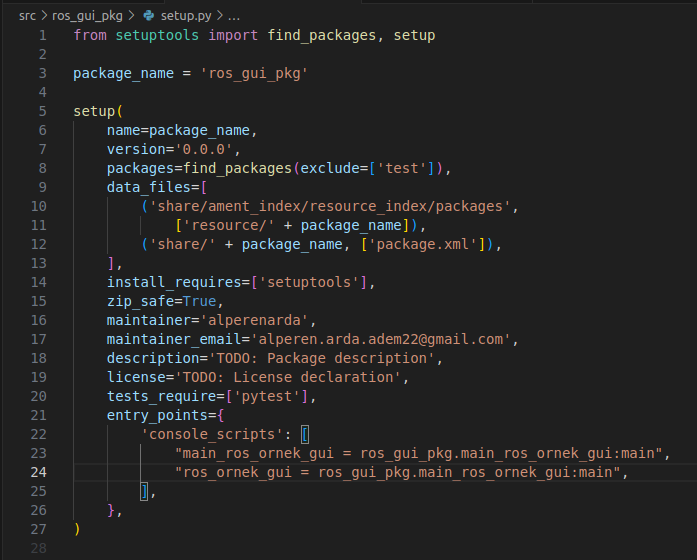 src > ros_gui_pkg > setup.py > ...
1 from setuptools import find_packages, setup
2
3 package_name = 'ros_gui_pkg'
4
5 setup(
6     name=package_name,
7     version='0.0.0',
8     packages=find_packages(exclude=['test']),
9     data_files=[
10         ('share/ament_index/resource_index/packages',
11             ['resource/' + package_name]),
12         ('share/' + package_name, ['package.xml']),
13     ],
14     install_requires=['setuptools'],
15     zip_safe=True,
16     maintainer='alperenarda',
17     maintainer_email='alperen.arda.adem22@gmail.com',
18     description='TODO: Package description',
19     license='TODO: License declaration',
20     tests_require=['pytest'],
21     entry_points={
22         'console_scripts': [
23             "main_ros_ornek_gui = ros_gui_pkg.main_ros_ornek_gui:main",
24             "ros_ornek_gui = ros_gui_pkg.main_ros_ornek_gui:main",
25         ],
26     },
27 )
28